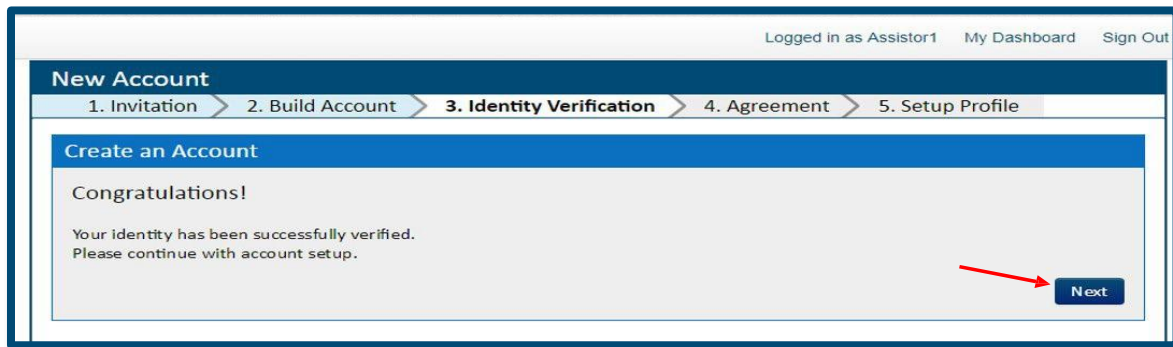 Logged in as Assistor1 My Dashboard Sign Out
New Account
1. Invitation 2. Build Account 3. Identity Verification 4. Agreement 5. Setup Profile
Create an Account
Congratulations!
Your identity has been successfully verified.
Please continue with account setup.
Next